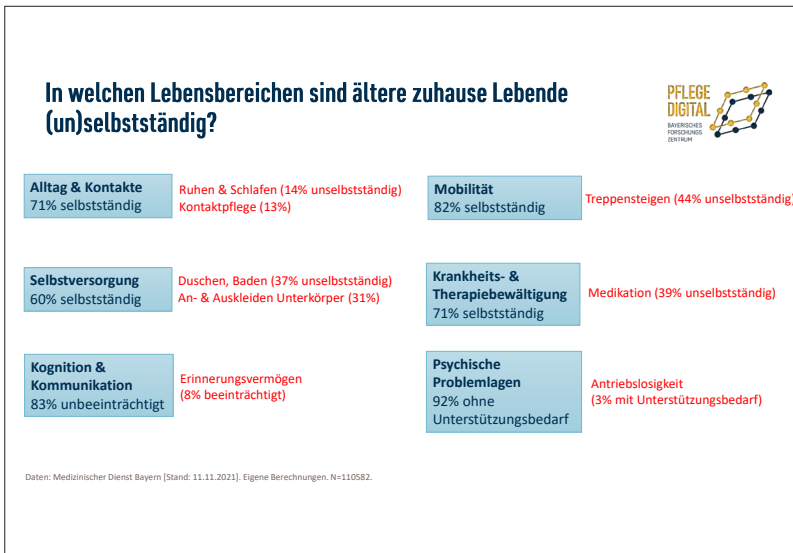 In welchen Lebensbereichen sind ältere zuhause Lebende
(un)selbstständig?
PFLEGE
DIGITAL
BAYERISCHES
FORSCHUNGS
ZENTRUM
Alltag & Kontakte
71% selbstständig
Ruhen & Schlafen (14% unselbstständig)
Kontaktpflege (13%)
Mobilität
82% selbstständig
Treppensteigen (44% unselbstständig)
Selbstversorgung
60% selbstständig
Duschen, Baden (37% unselbstständig)
An- & Auskleiden Unterkörper (31%)
Krankheits- &
Therapiebewältigung
71% selbstständig
Medikation (39% unselbstständig)
Kognition &
Kommunikation
83% unbeeinträchtigt
Erinnerungsvermögen
(8% beeinträchtigt)
Psychische
Problemlagen
92% ohne
Unterstützungsbedarf
Antriebslosigkeit
(3% mit Unterstützungsbedarf)
Daten: Medizinischer Dienst Bayern [Stand: 11.11.2021]. Eigene Berechnungen. N=110582.